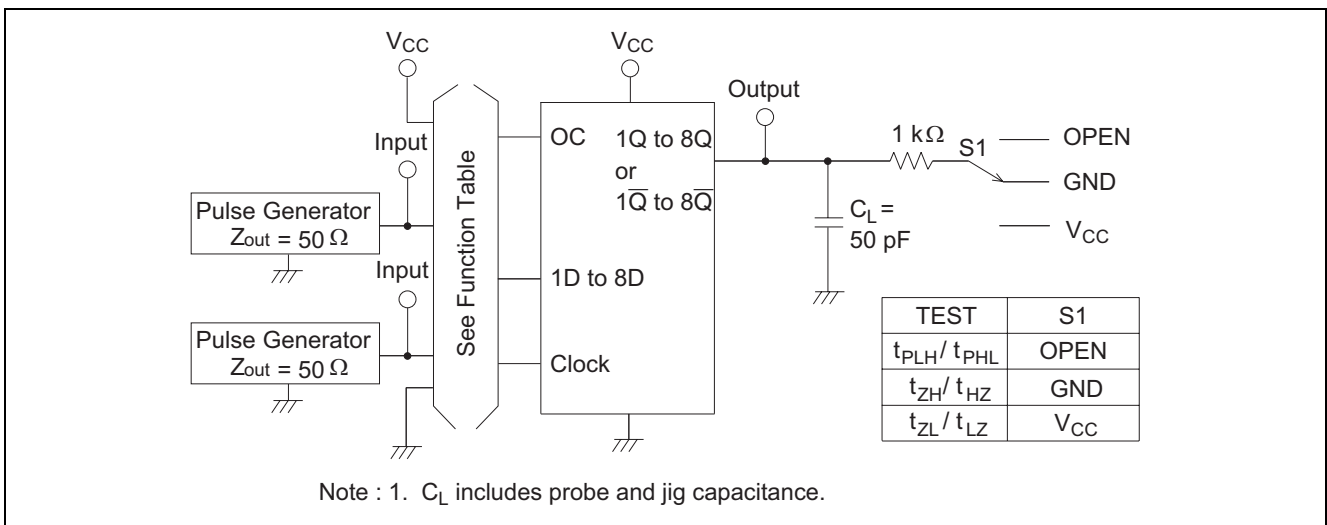 VCC
VCC
Output
Input
OC
1Q to 8Q
or
1Q̅ to 8Q̅
1 kΩ
S1
OPEN
GND
VCC
See Function Table
Pulse Generator
Zout = 50 Ω
Input
CL =
50 pF
1D to 8D
Pulse Generator
Zout = 50 Ω
Clock
TEST S1
tPLH / tPHL OPEN
tZH / tHZ GND
tZL / tLZ VCC
Note : 1. CL includes probe and jig capacitance.